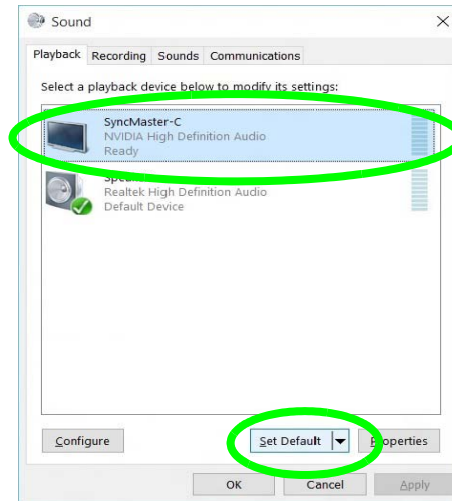 Sound
Playback Recording Sounds Communications
Select a playback device below to modify its settings:
SyncMaster-C
NVIDIA High Definition Audio
Ready
Realtek High Definition Audio
Default Device
Configure Set Default Properties
OK Cancel Apply